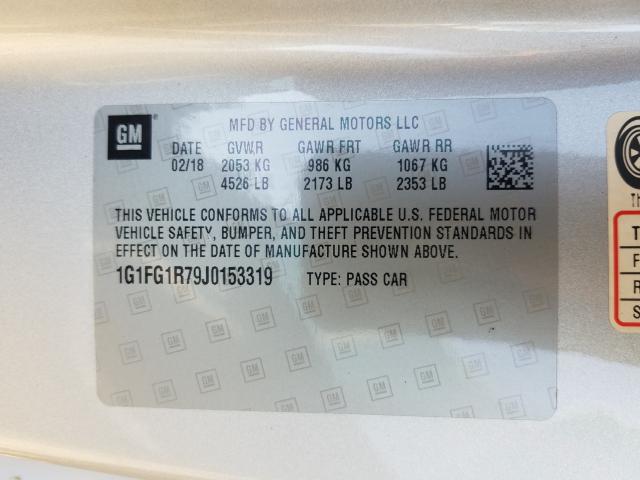 GM
MFD BY GENERAL MOTORS LLC
DATE GVWR GAWR FRT GAWR RR
02/18 2053 KG 986 KG 1067 KG
4526 LB 2173 LB 2353 LB
THIS VEHICLE CONFORMS TO ALL APPLICABLE U.S. FEDERAL MOTOR
VEHICLE SAFETY, BUMPER, AND THEFT PREVENTION STANDARDS IN
EFFECT ON THE DATE OF MANUFACTURE SHOWN ABOVE.
1G1FG1R79J0153319 TYPE: PASS CAR